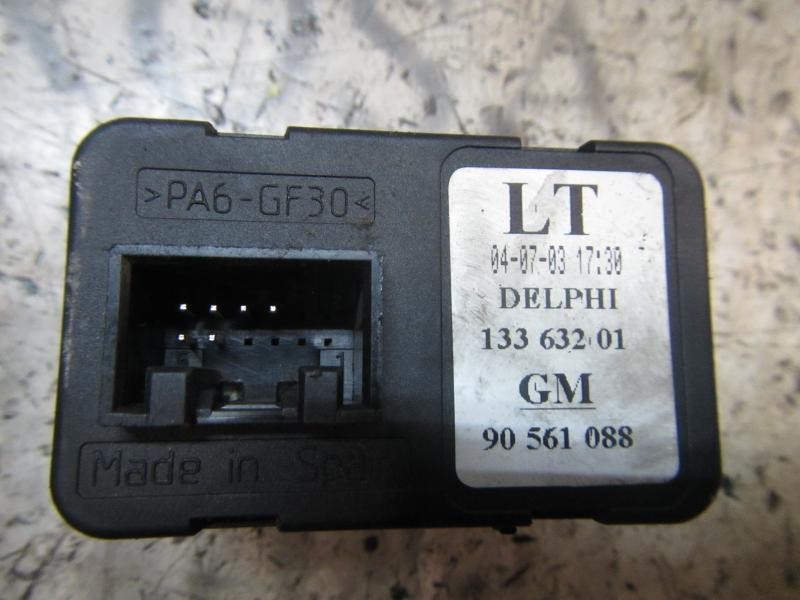 >PA6-GF30<
Made in Spain
LT
04-07-03 17:30
DELPHI
133 632 01
GM
90 561 088